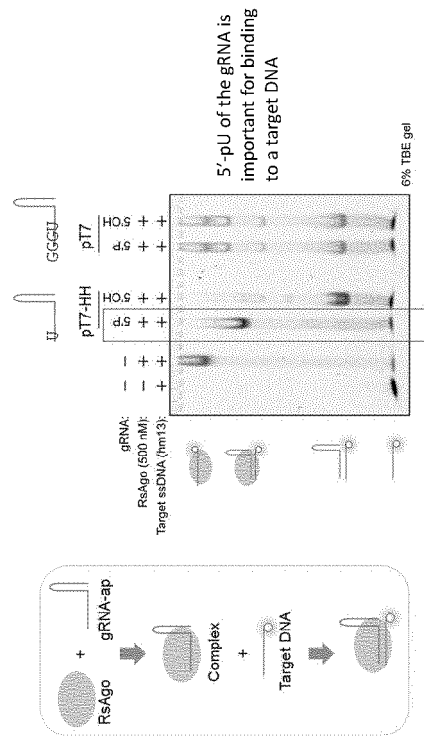 RsAgo
+
gRNA-ap
Complex
+
Target DNA
U
GGGU
pT7-HH
pT7
5'P
5'OH
5'P
5'OH
gRNA: − −
RsAgo (500 nM): − + + + + +
Target ssDNA (hm13): + + + + + +
5′-pU of the gRNA is
important for binding
to a target DNA
6% TBE gel